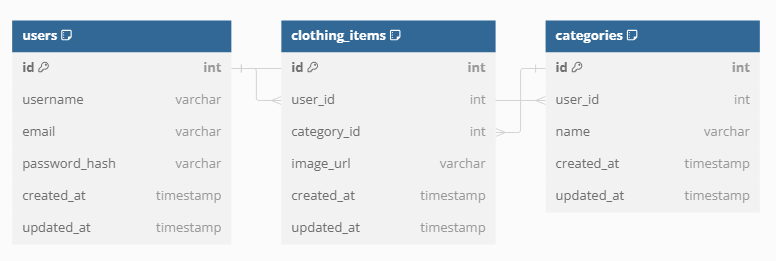 users
id int
username varchar
email varchar
password_hash varchar
created_at timestamp
updated_at timestamp
clothing_items
id int
user_id int
category_id int
image_url varchar
created_at timestamp
updated_at timestamp
categories
id int
user_id int
name varchar
created_at timestamp
updated_at timestamp